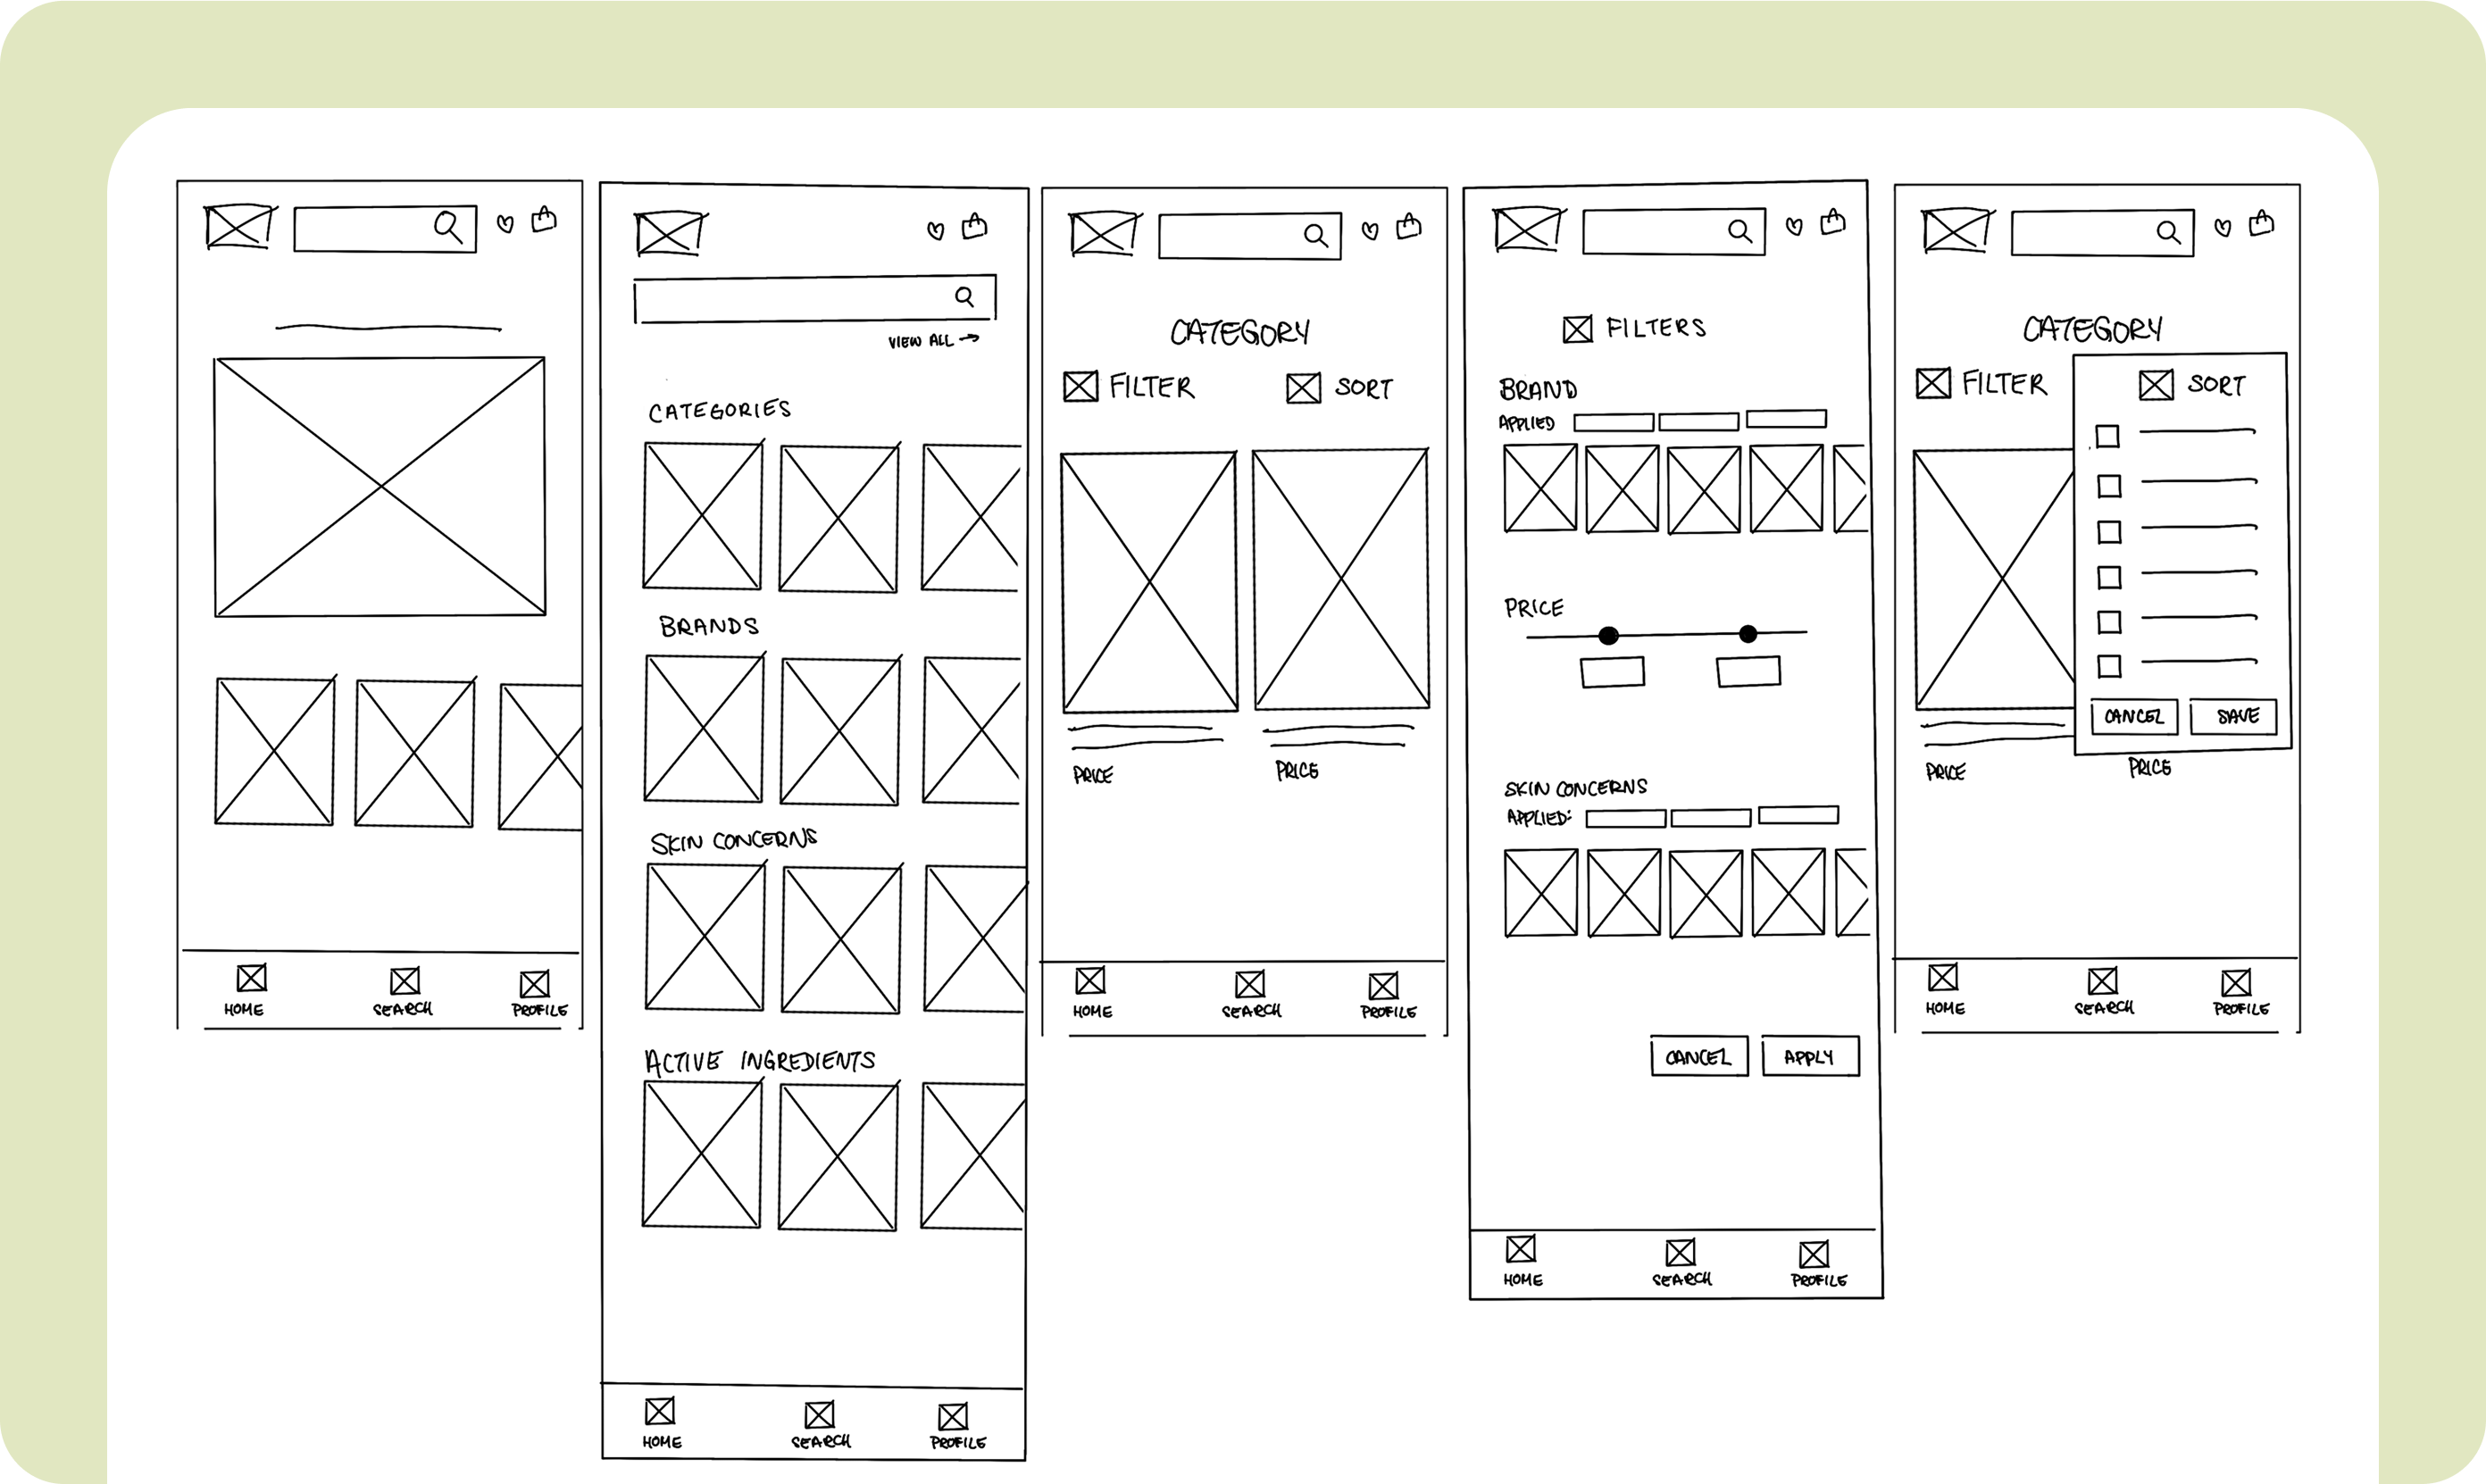 HOME SEARCH PROFILE
VIEW ALL →
CATEGORIES
BRANDS
SKIN CONCERNS
ACTIVE INGREDIENTS
HOME SEARCH PROFILE
CATEGORY
FILTER SORT
PRICE PRICE
HOME SEARCH PROFILE
FILTERS
BRAND
APPLIED
PRICE
SKIN CONCERNS
APPLIED:
CANCEL APPLY
HOME SEARCH PROFILE
CATEGORY
FILTER SORT
CANCEL SAVE
PRICE PRICE
HOME SEARCH PROFILE